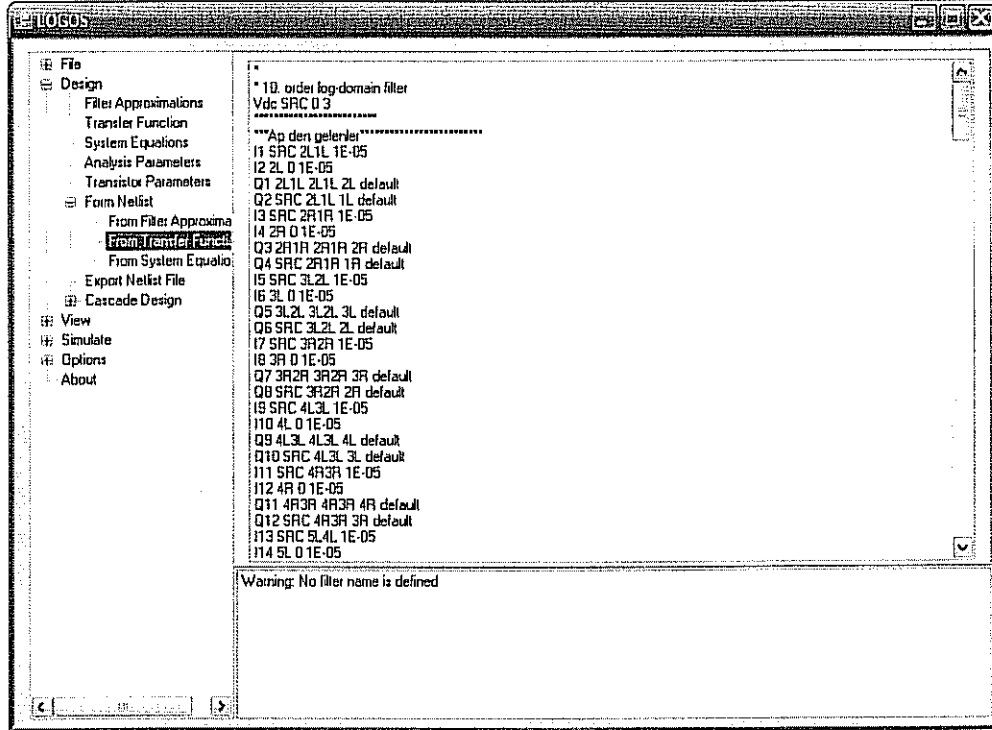 LOGOS
File
Design
Filter Approximations
Transfer Function
System Equations
Analysis Parameters
Transistor Parameters
Form Netlist
From Filter Approxima
From Transfer Functi
From System Equatio
Export Netlist File
Cascade Design
View
Simulate
Options
About
*
* 10. order log-domain filter
Vdc SRC 0 3
************************
***Ap den gelenler************************
I1 SRC 2L1L 1E-05
I2 2L 0 1E-05
Q1 2L1L 2L1L 2L default
Q2 SRC 2L1L 1L default
I3 SRC 2R1R 1E-05
I4 2R 0 1E-05
Q3 2R1R 2R1R 2R default
Q4 SRC 2R1R 1R default
I5 SRC 3L2L 1E-05
I6 3L 0 1E-05
Q5 3L2L 3L2L 3L default
Q6 SRC 3L2L 2L default
I7 SRC 3R2R 1E-05
I8 3R 0 1E-05
Q7 3R2R 3R2R 3R default
Q8 SRC 3R2R 2R default
I9 SRC 4L3L 1E-05
I10 4L 0 1E-05
Q9 4L3L 4L3L 4L default
Q10 SRC 4L3L 3L default
I11 SRC 4R3R 1E-05
I12 4R 0 1E-05
Q11 4R3R 4R3R 4R default
Q12 SRC 4R3R 3R default
I13 SRC 5L4L 1E-05
I14 5L 0 1E-05
Warning: No filter name is defined